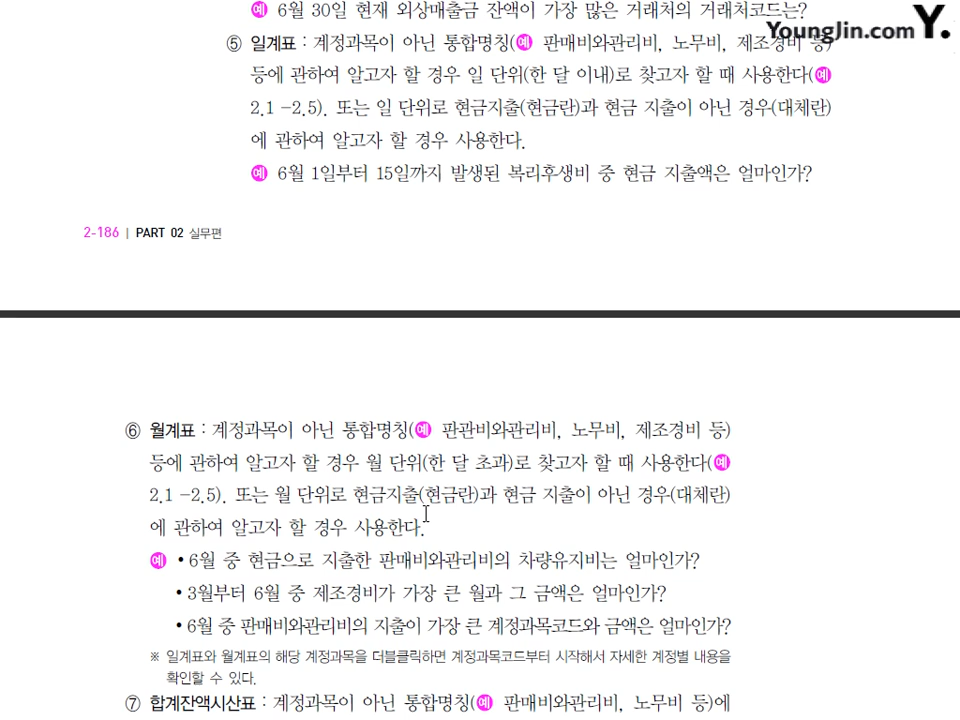 예 6월 30일 현재 외상매출금 잔액이 가장 많은 거래처의 거래처코드는?
YoungJin.com Y.
⑤ 일계표 : 계정과목이 아닌 통합명칭(예 판매비와관리비, 노무비, 제조경비 등)
등에 관하여 알고자 할 경우 일 단위(한 달 이내)로 찾고자 할 때 사용한다(예
2.1 –2.5). 또는 일 단위로 현금지출(현금란)과 현금 지출이 아닌 경우(대체란)
에 관하여 알고자 할 경우 사용한다.
예 6월 1일부터 15일까지 발생된 복리후생비 중 현금 지출액은 얼마인가?
2-186 | PART 02 실무편
⑥ 월계표 : 계정과목이 아닌 통합명칭(예 판관비와관리비, 노무비, 제조경비 등)
등에 관하여 알고자 할 경우 월 단위(한 달 초과)로 찾고자 할 때 사용한다(예
2.1 –2.5). 또는 월 단위로 현금지출(현금란)과 현금 지출이 아닌 경우(대체란)
에 관하여 알고자 할 경우 사용한다.
예 • 6월 중 현금으로 지출한 판매비와관리비의 차량유지비는 얼마인가?
• 3월부터 6월 중 제조경비가 가장 큰 월과 그 금액은 얼마인가?
• 6월 중 판매비와관리비의 지출이 가장 큰 계정과목코드와 금액은 얼마인가?
※ 일계표와 월계표의 해당 계정과목을 더블클릭하면 계정과목코드부터 시작해서 자세한 계정별 내용을
확인할 수 있다.
⑦ 합계잔액시산표 : 계정과목이 아닌 통합명칭(예 판매비와관리비, 노무비 등)에